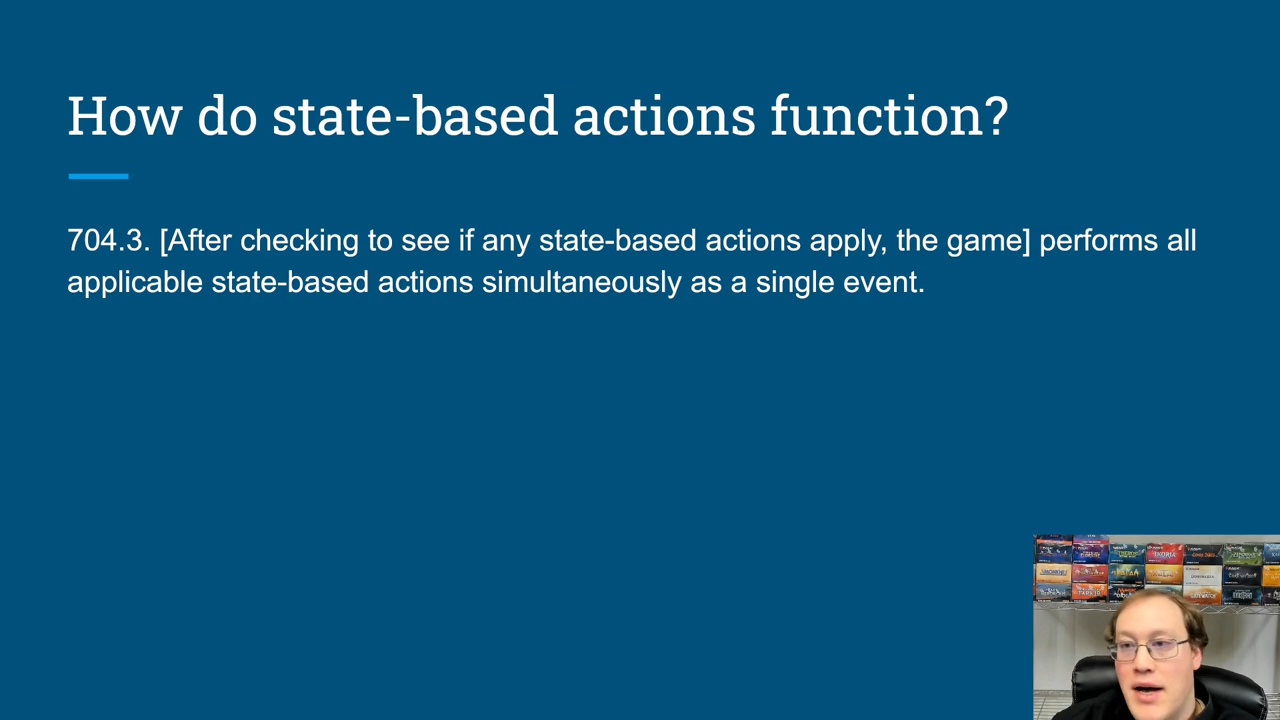 How do state-based actions function?
704.3. [After checking to see if any state-based actions apply, the game] performs all
applicable state-based actions simultaneously as a single event.